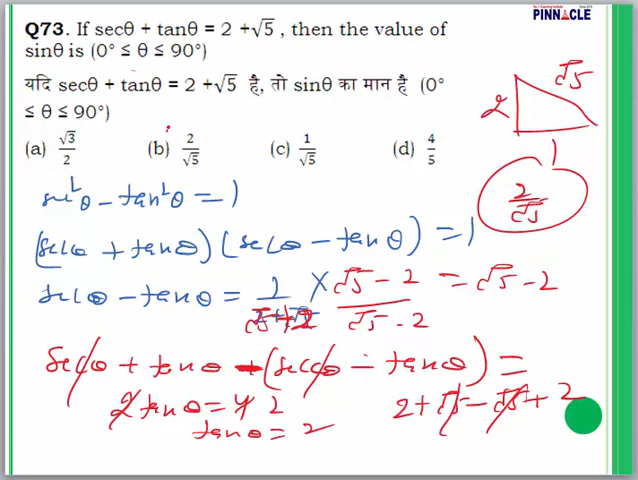 PINNACLE
Q73. If secθ + tanθ = 2 +√5 , then the value of
sinθ is (0° ≤ θ ≤ 90°)
यदि secθ + tanθ = 2 +√5 है, तो sinθ का मान है (0°
≤ θ ≤ 90°)
(a) √3/2 (b) 2/√5 (c) 1/√5 (d) 4/5
√5
2
1
2/√5
sec²θ - tan²θ = 1
(secθ + tanθ) (secθ - tanθ) = 1
secθ - tanθ = 1/√5+2 × √5 - 2/√5 - 2 = √5 - 2
secθ + tanθ - (secθ - tanθ) =
2 + √5 - √5 + 2
2 tanθ = 4 2
tanθ = 2